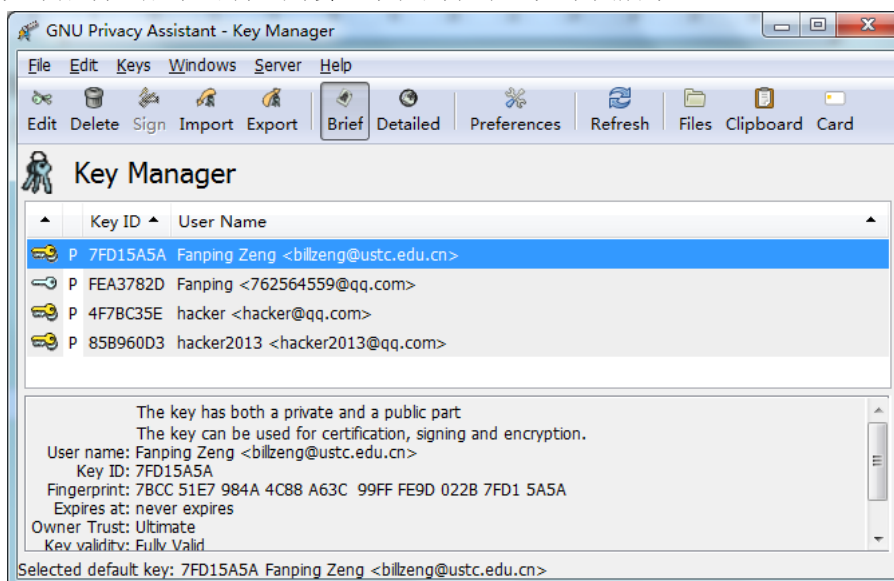 GNU Privacy Assistant - Key Manager
File Edit Keys Windows Server Help
Edit Delete Sign Import Export Brief Detailed Preferences Refresh Files Clipboard Card
Key Manager
Key ID User Name
P 7FD15A5A Fanping Zeng <billzeng@ustc.edu.cn>
P FEA3782D Fanping <762564559@qq.com>
P 4F7BC35E hacker <hacker@qq.com>
P 85B960D3 hacker2013 <hacker2013@qq.com>
The key has both a private and a public part
The key can be used for certification, signing and encryption.
User name: Fanping Zeng <billzeng@ustc.edu.cn>
Key ID: 7FD15A5A
Fingerprint: 7BCC 51E7 984A 4C88 A63C 99FF FE9D 022B 7FD1 5A5A
Expires at: never expires
Owner Trust: Ultimate
Key validity: Fully Valid
Selected default key: 7FD15A5A Fanping Zeng <billzeng@ustc.edu.cn>